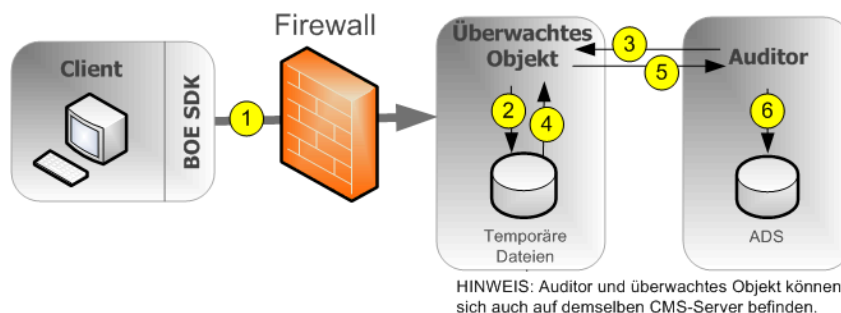 Firewall
Client
BOE SDK
1
Überwachtes
Objekt
2
4
Temporäre
Dateien
3
5
Auditor
6
ADS
HINWEIS: Auditor und überwachtes Objekt können
sich auch auf demselben CMS-Server befinden.